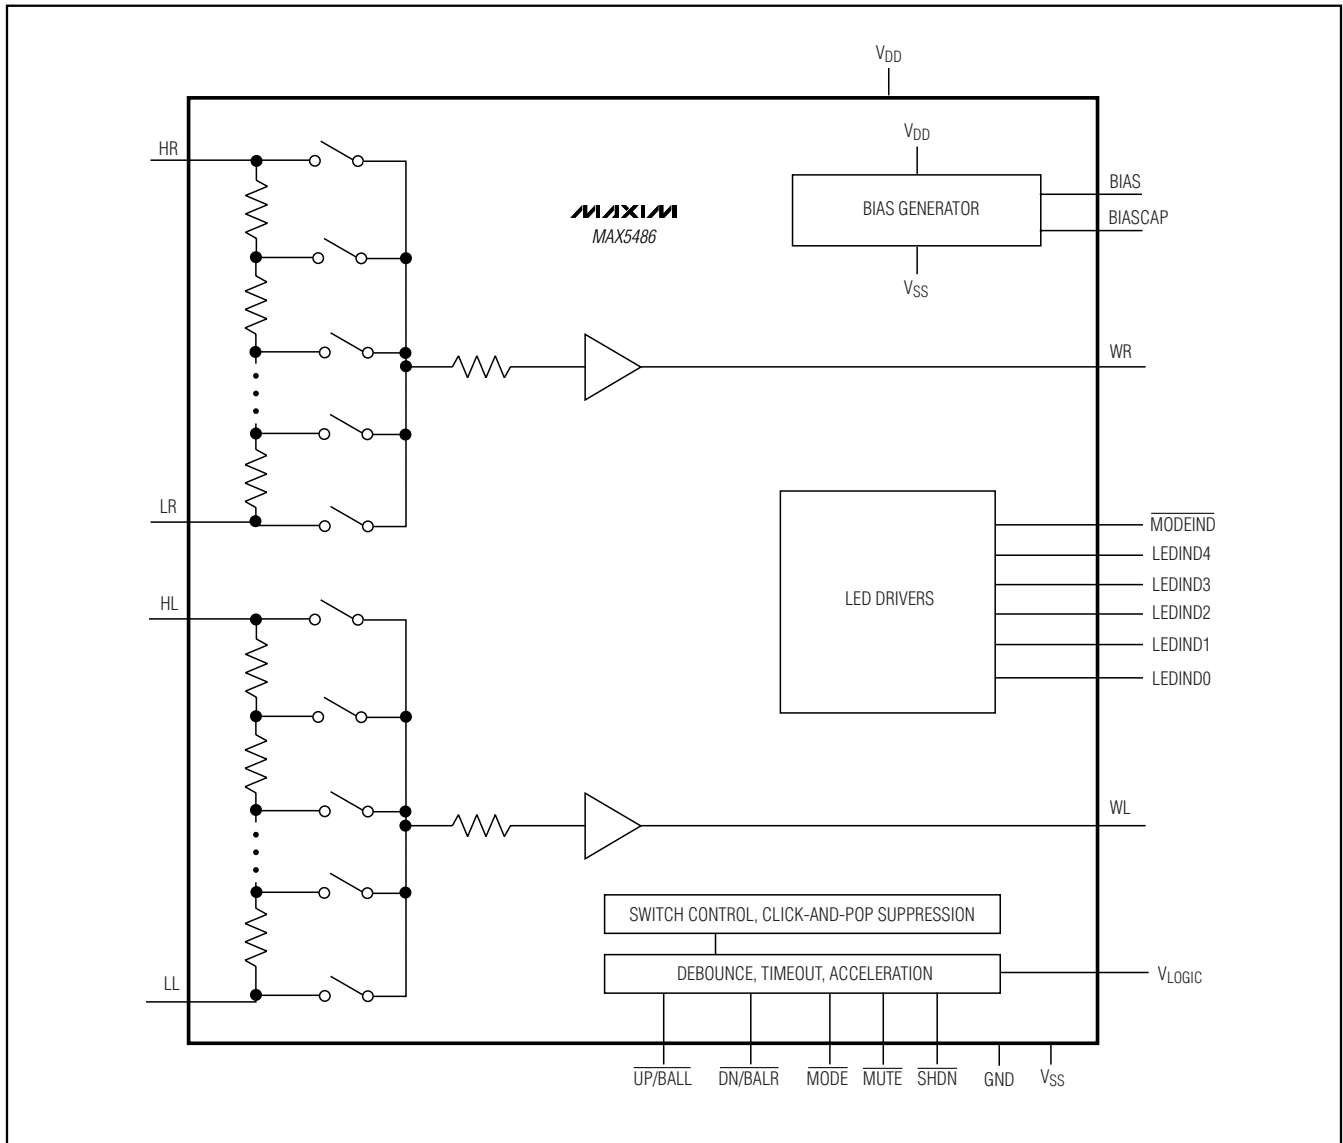 VDD
HR
VDD
BIAS GENERATOR
BIAS
BIASCAP
MAXIM
MAX5486
VSS
WR
LR
MODEIND
LEDIND4
LED DRIVERS
LEDIND3
LEDIND2
LEDIND1
LEDIND0
HL
WL
SWITCH CONTROL, CLICK-AND-POP SUPPRESSION
DEBOUNCE, TIMEOUT, ACCELERATION
VLOGIC
LL
UP/BALL
DN/BALR
MODE
MUTE
SHDN
GND
VSS